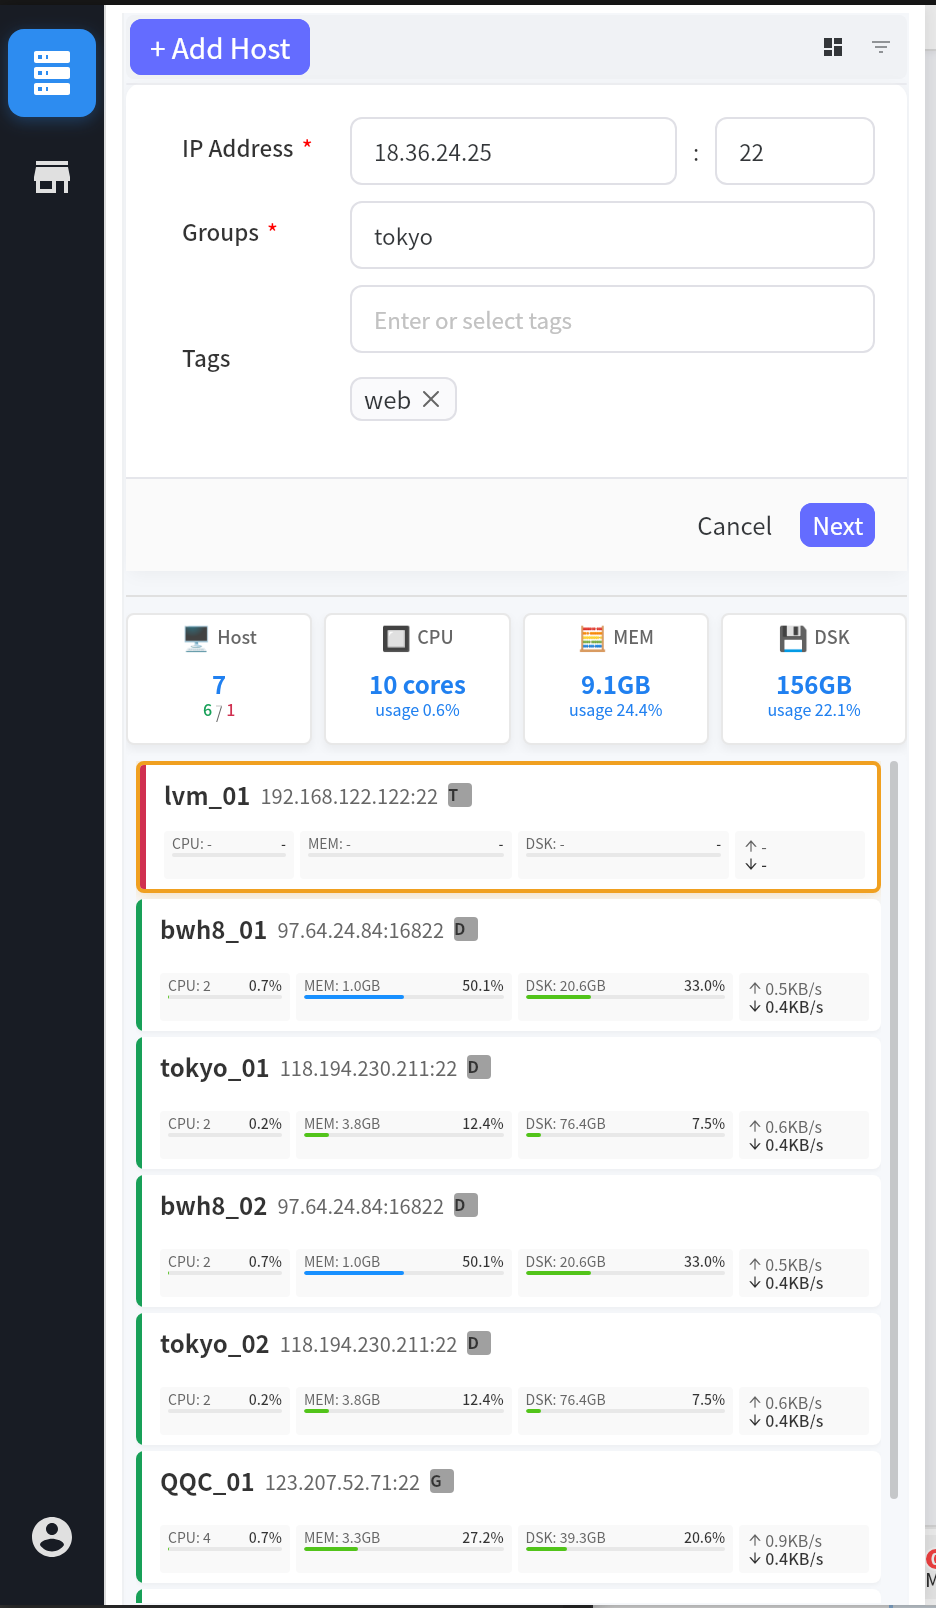 + Add Host
IP Address * 18.36.24.25 : 22
Groups * tokyo
Enter or select tags
Tags
web
Cancel Next
Host CPU MEM DSK
7 10 cores 9.1GB 156GB
6 / 1 usage 0.6% usage 24.4% usage 22.1%
lvm_01 192.168.122.122:22 T
CPU: - - MEM: - - DSK: - - ↑ -
↓ -
bwh8_01 97.64.24.84:16822 D
CPU: 2 0.7% MEM: 1.0GB 50.1% DSK: 20.6GB 33.0% ↑ 0.5KB/s
↓ 0.4KB/s
tokyo_01 118.194.230.211:22 D
CPU: 2 0.2% MEM: 3.8GB 12.4% DSK: 76.4GB 7.5% ↑ 0.6KB/s
↓ 0.4KB/s
bwh8_02 97.64.24.84:16822 D
CPU: 2 0.7% MEM: 1.0GB 50.1% DSK: 20.6GB 33.0% ↑ 0.5KB/s
↓ 0.4KB/s
tokyo_02 118.194.230.211:22 D
CPU: 2 0.2% MEM: 3.8GB 12.4% DSK: 76.4GB 7.5% ↑ 0.6KB/s
↓ 0.4KB/s
QQC_01 123.207.52.71:22 G
CPU: 4 0.7% MEM: 3.3GB 27.2% DSK: 39.3GB 20.6% ↑ 0.9KB/s
↓ 0.4KB/s